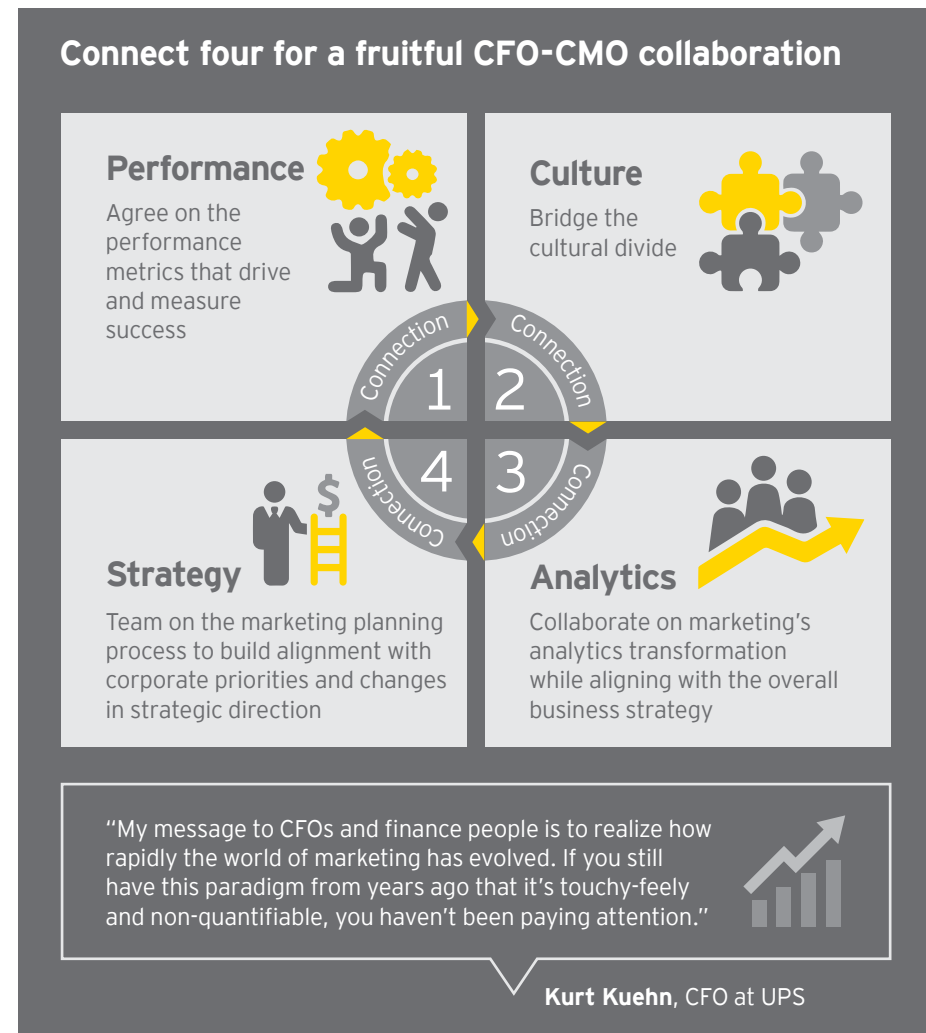 Connect four for a fruitful CFO-CMO collaboration
Performance
Agree on the
performance
metrics that drive
and measure
success
Connection
1
Culture
Bridge the
cultural divide
Connection
2
Strategy
$
Team on the marketing planning
process to build alignment with
corporate priorities and changes
in strategic direction
Connection
4
Analytics
Collaborate on marketing’s
analytics transformation
while aligning with the overall
business strategy
Connection
3
“My message to CFOs and finance people is to realize how
rapidly the world of marketing has evolved. If you still
have this paradigm from years ago that it’s touchy-feely
and non-quantifiable, you haven’t been paying attention.”
Kurt Kuehn, CFO at UPS